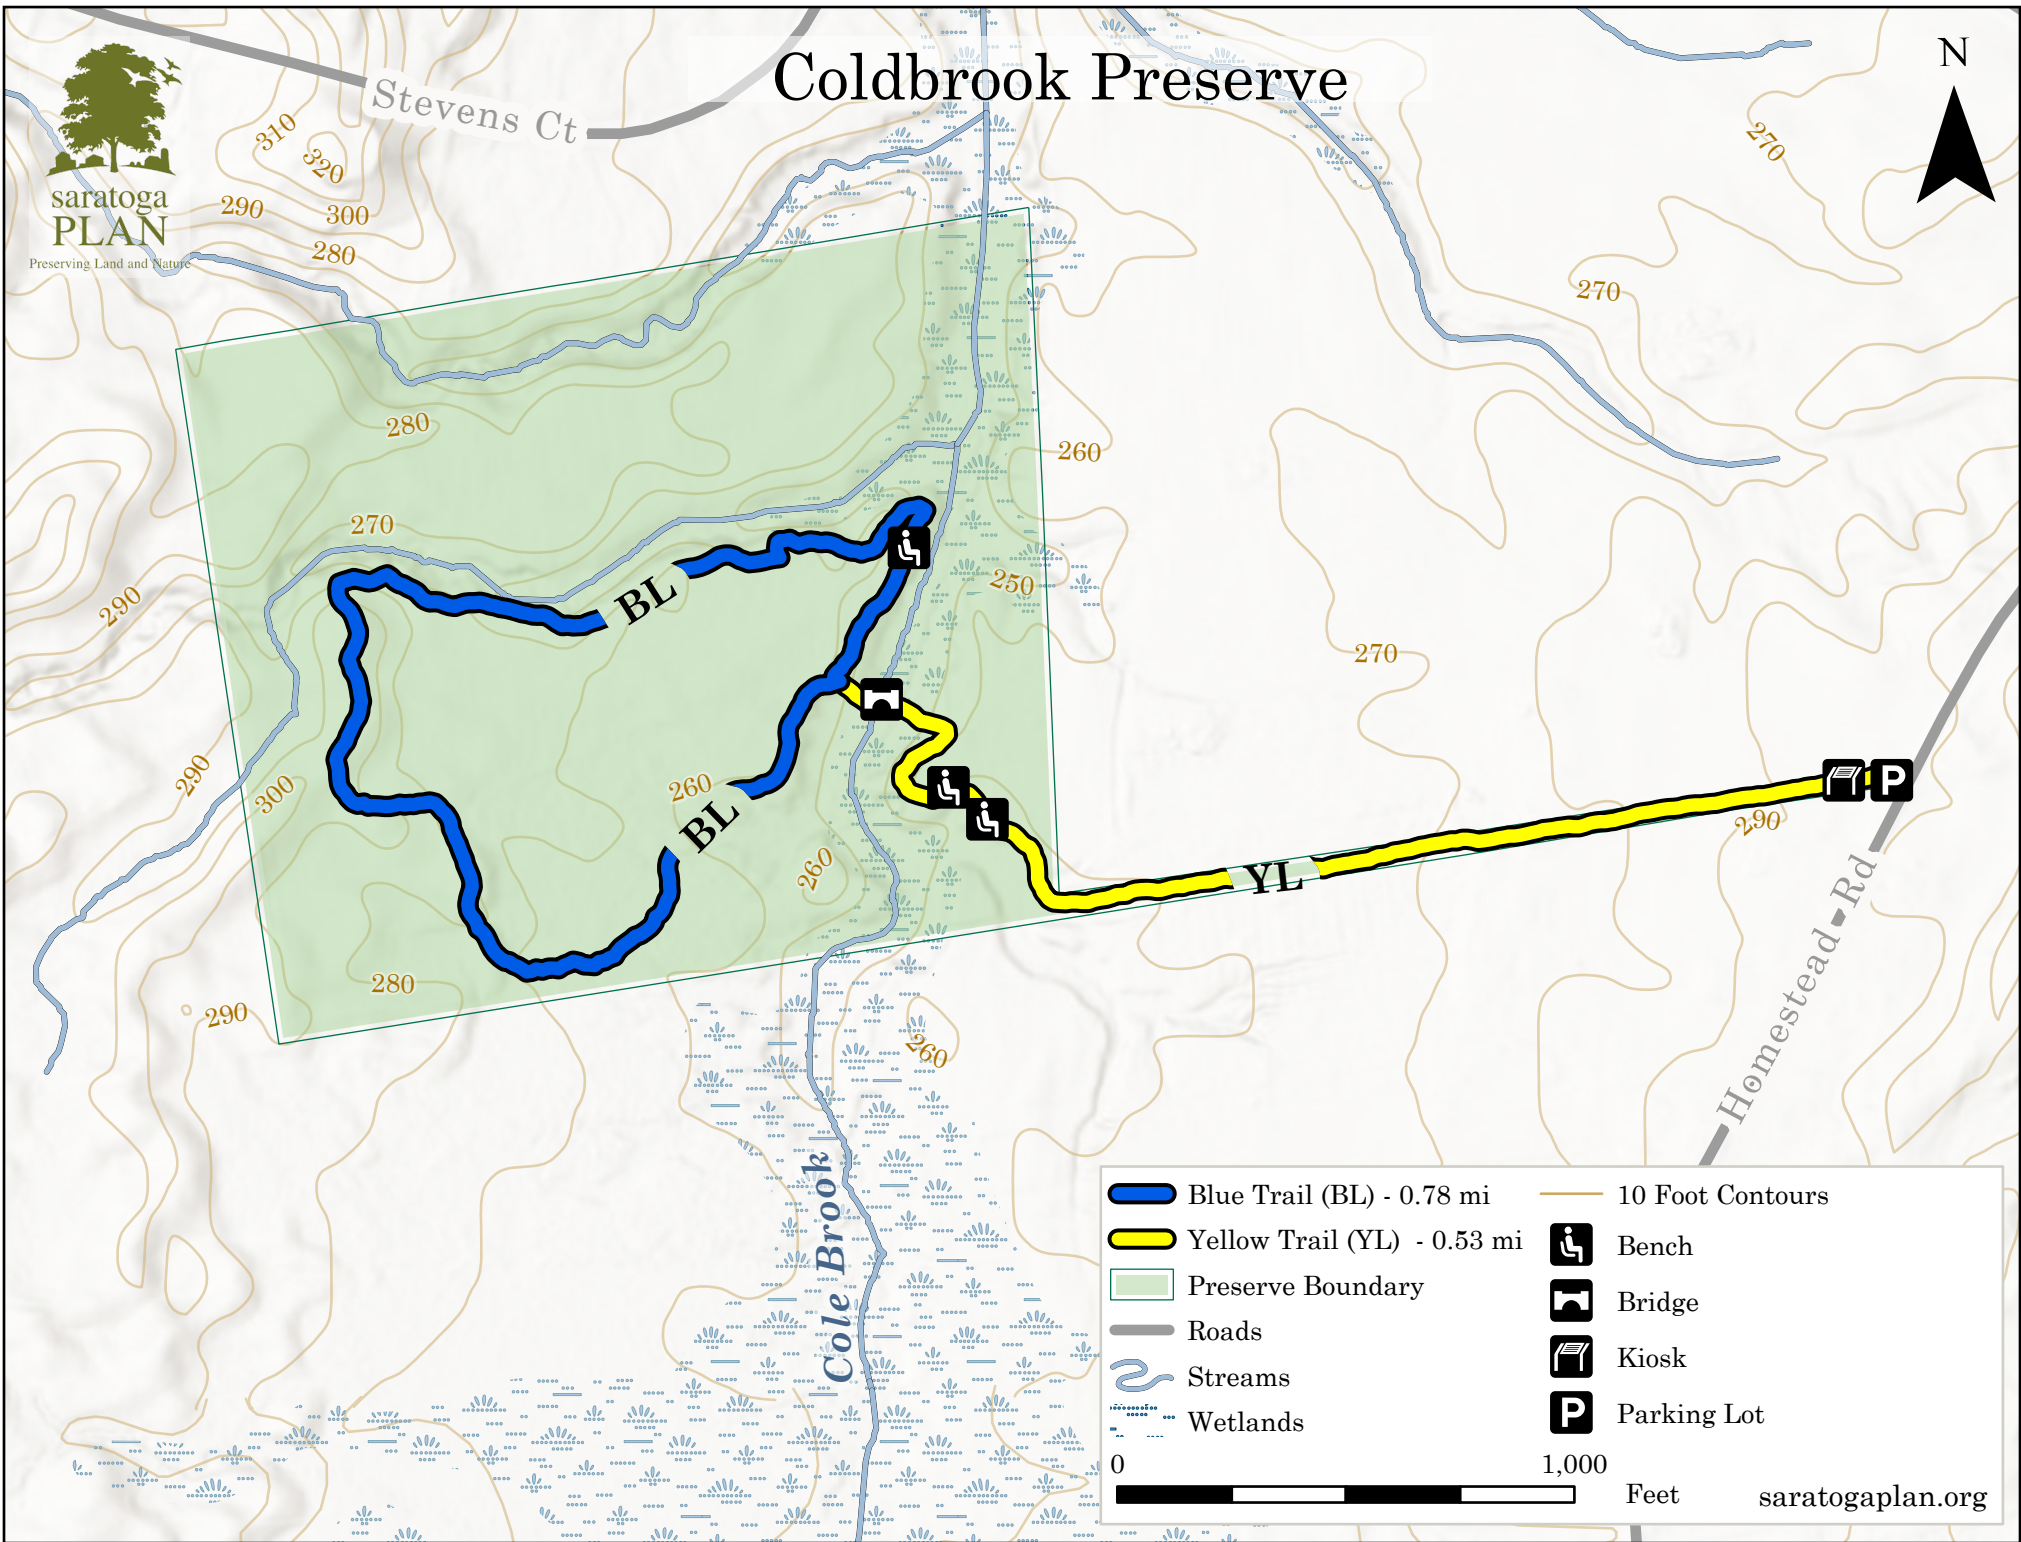 Coldbrook Preserve
N
Stevens Ct
saratoga
PLAN
Preserving Land and Nature
310
320
290
300
280
270
270
280
260
270
290
250
BL
270
290
300
260
BL
260
YL
290
280
290
260
Homestead Rd
Cole Brook
Blue Trail (BL) - 0.78 mi
Yellow Trail (YL) - 0.53 mi
Preserve Boundary
Roads
Streams
Wetlands
10 Foot Contours
Bench
Bridge
Kiosk
P
Parking Lot
P
0
1,000
Feet
saratogaplan.org